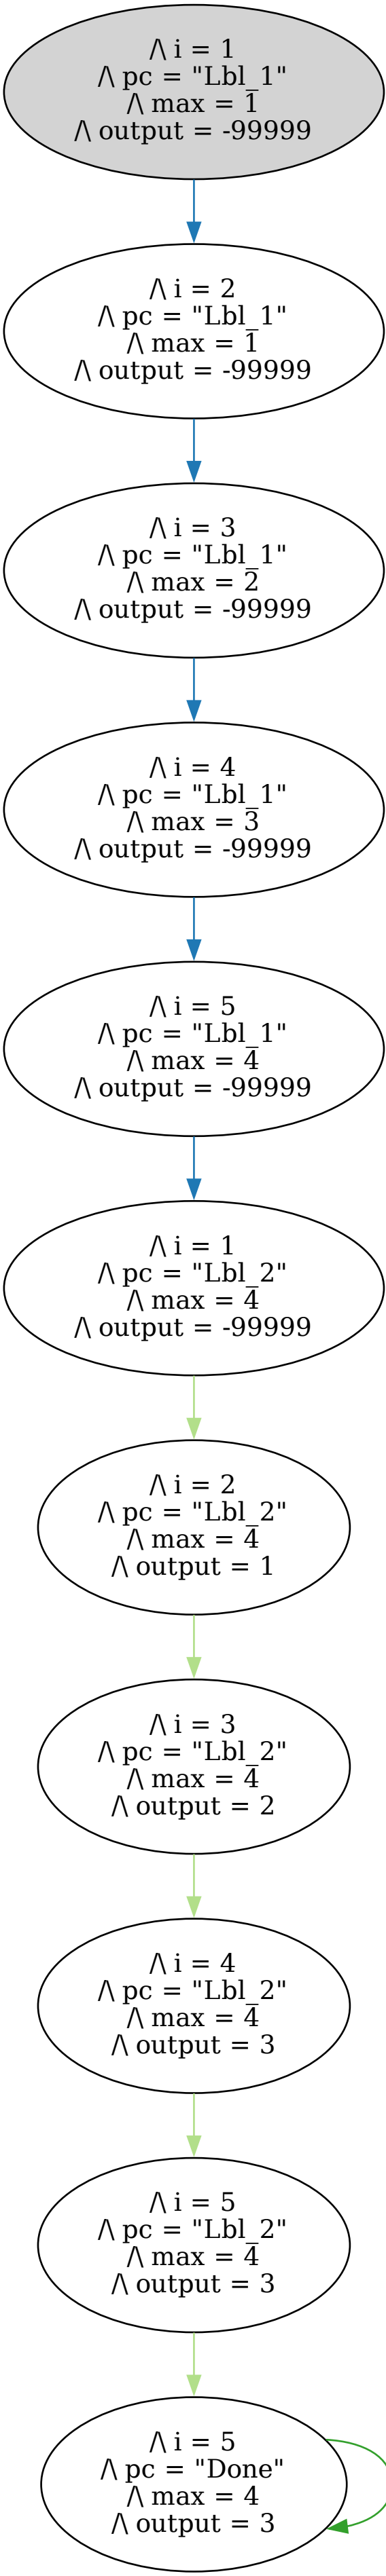 /\ i = 1
/\ pc = "Lbl_1"
/\ max = 1
/\ output = -99999
/\ i = 2
/\ pc = "Lbl_1"
/\ max = 1
/\ output = -99999
/\ i = 3
/\ pc = "Lbl_1"
/\ max = 2
/\ output = -99999
/\ i = 4
/\ pc = "Lbl_1"
/\ max = 3
/\ output = -99999
/\ i = 5
/\ pc = "Lbl_1"
/\ max = 4
/\ output = -99999
/\ i = 1
/\ pc = "Lbl_2"
/\ max = 4
/\ output = -99999
/\ i = 2
/\ pc = "Lbl_2"
/\ max = 4
/\ output = 1
/\ i = 3
/\ pc = "Lbl_2"
/\ max = 4
/\ output = 2
/\ i = 4
/\ pc = "Lbl_2"
/\ max = 4
/\ output = 3
/\ i = 5
/\ pc = "Lbl_2"
/\ max = 4
/\ output = 3
/\ i = 5
/\ pc = "Done"
/\ max = 4
/\ output = 3